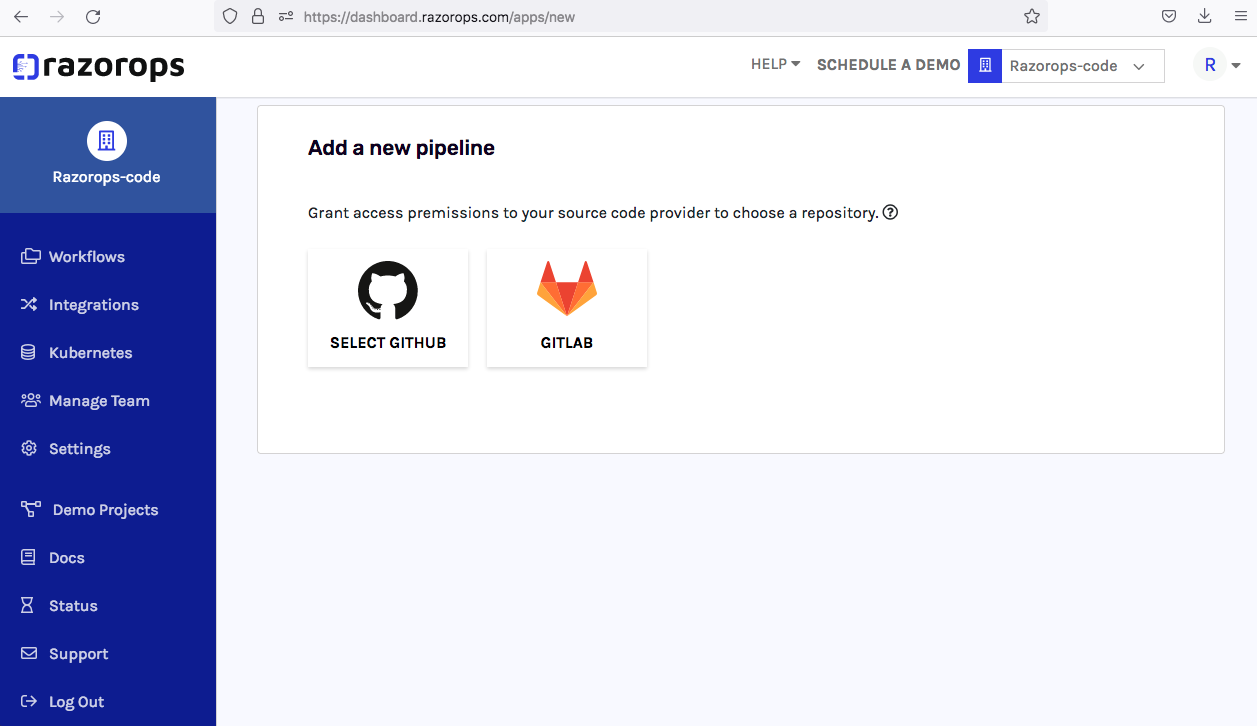 https://dashboard.razorops.com/apps/new
razorops
HELP
SCHEDULE A DEMO
Razorops-code
R
Razorops-code
Workflows
Integrations
Kubernetes
Manage Team
Settings
Demo Projects
Docs
Status
Support
Log Out
Add a new pipeline
Grant access premissions to your source code provider to choose a repository.
SELECT GITHUB
GITLAB